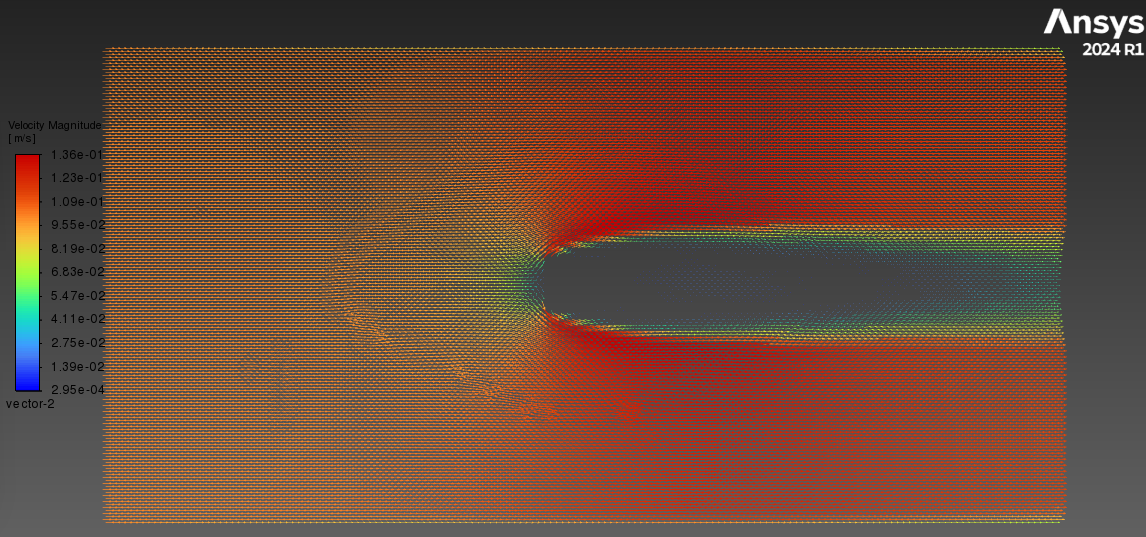 Ansys
2024 R1
Velocity Magnitude
[ m/s ]
1.36e-01
1.23e-01
1.09e-01
9.55e-02
8.19e-02
6.83e-02
5.47e-02
4.11e-02
2.75e-02
1.39e-02
2.95e-04
vector-2